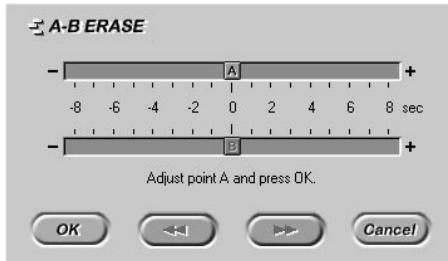 A-B ERASE
- A +
-8 -6 -4 -2 0 2 4 6 8 sec
- B +
Adjust point A and press OK.
OK Cancel